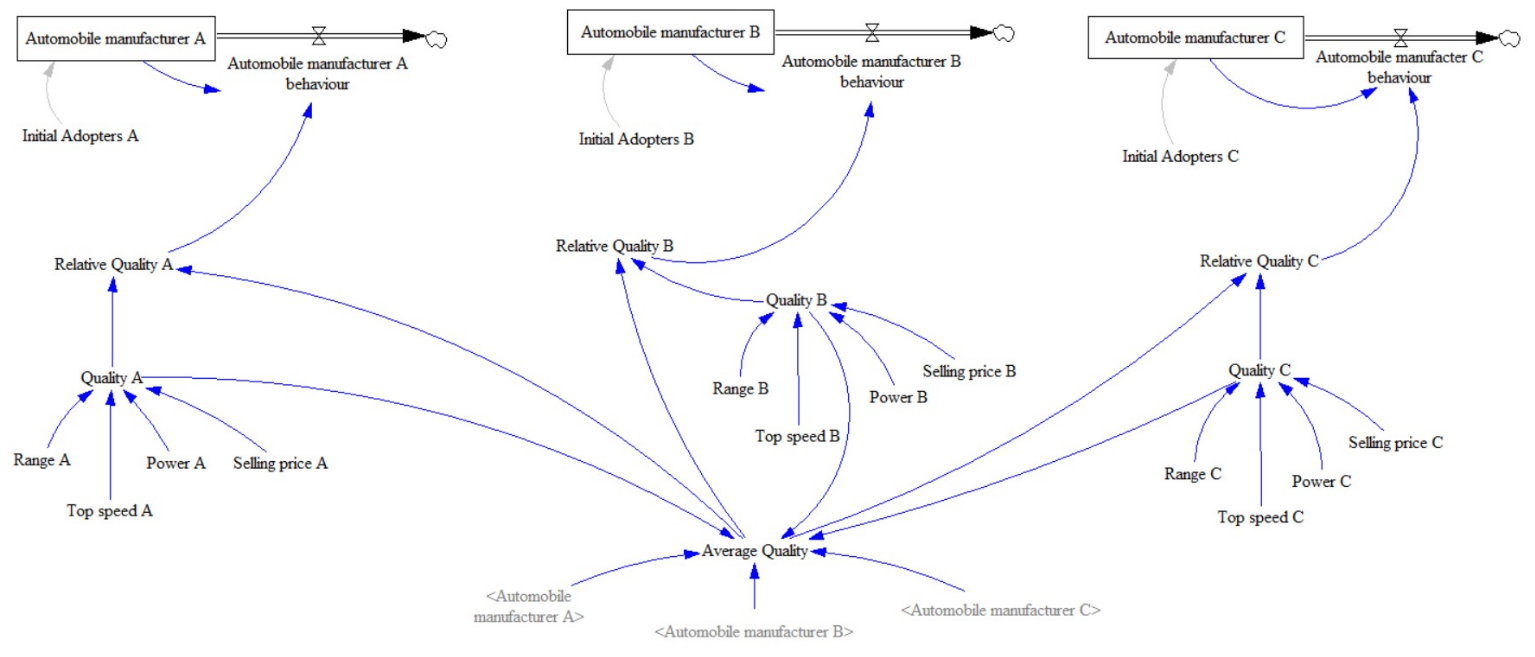 Automobile manufacturer A
Automobile manufacturer A
behaviour
Initial Adopters A
Relative Quality A
Quality A
Range A
Power A
Selling price A
Top speed A
Automobile manufacturer B
Automobile manufacturer B
behaviour
Initial Adopters B
Relative Quality B
Quality B
Range B
Selling price B
Power B
Top speed B
Automobile manufacturer C
Automobile manufacter C
behaviour
Initial Adopters C
Relative Quality C
Quality C
Selling price C
Range C
Power C
Top speed C
Average Quality
<Automobile
manufacturer A>
<Automobile manufacturer B>
<Automobile manufacturer C>